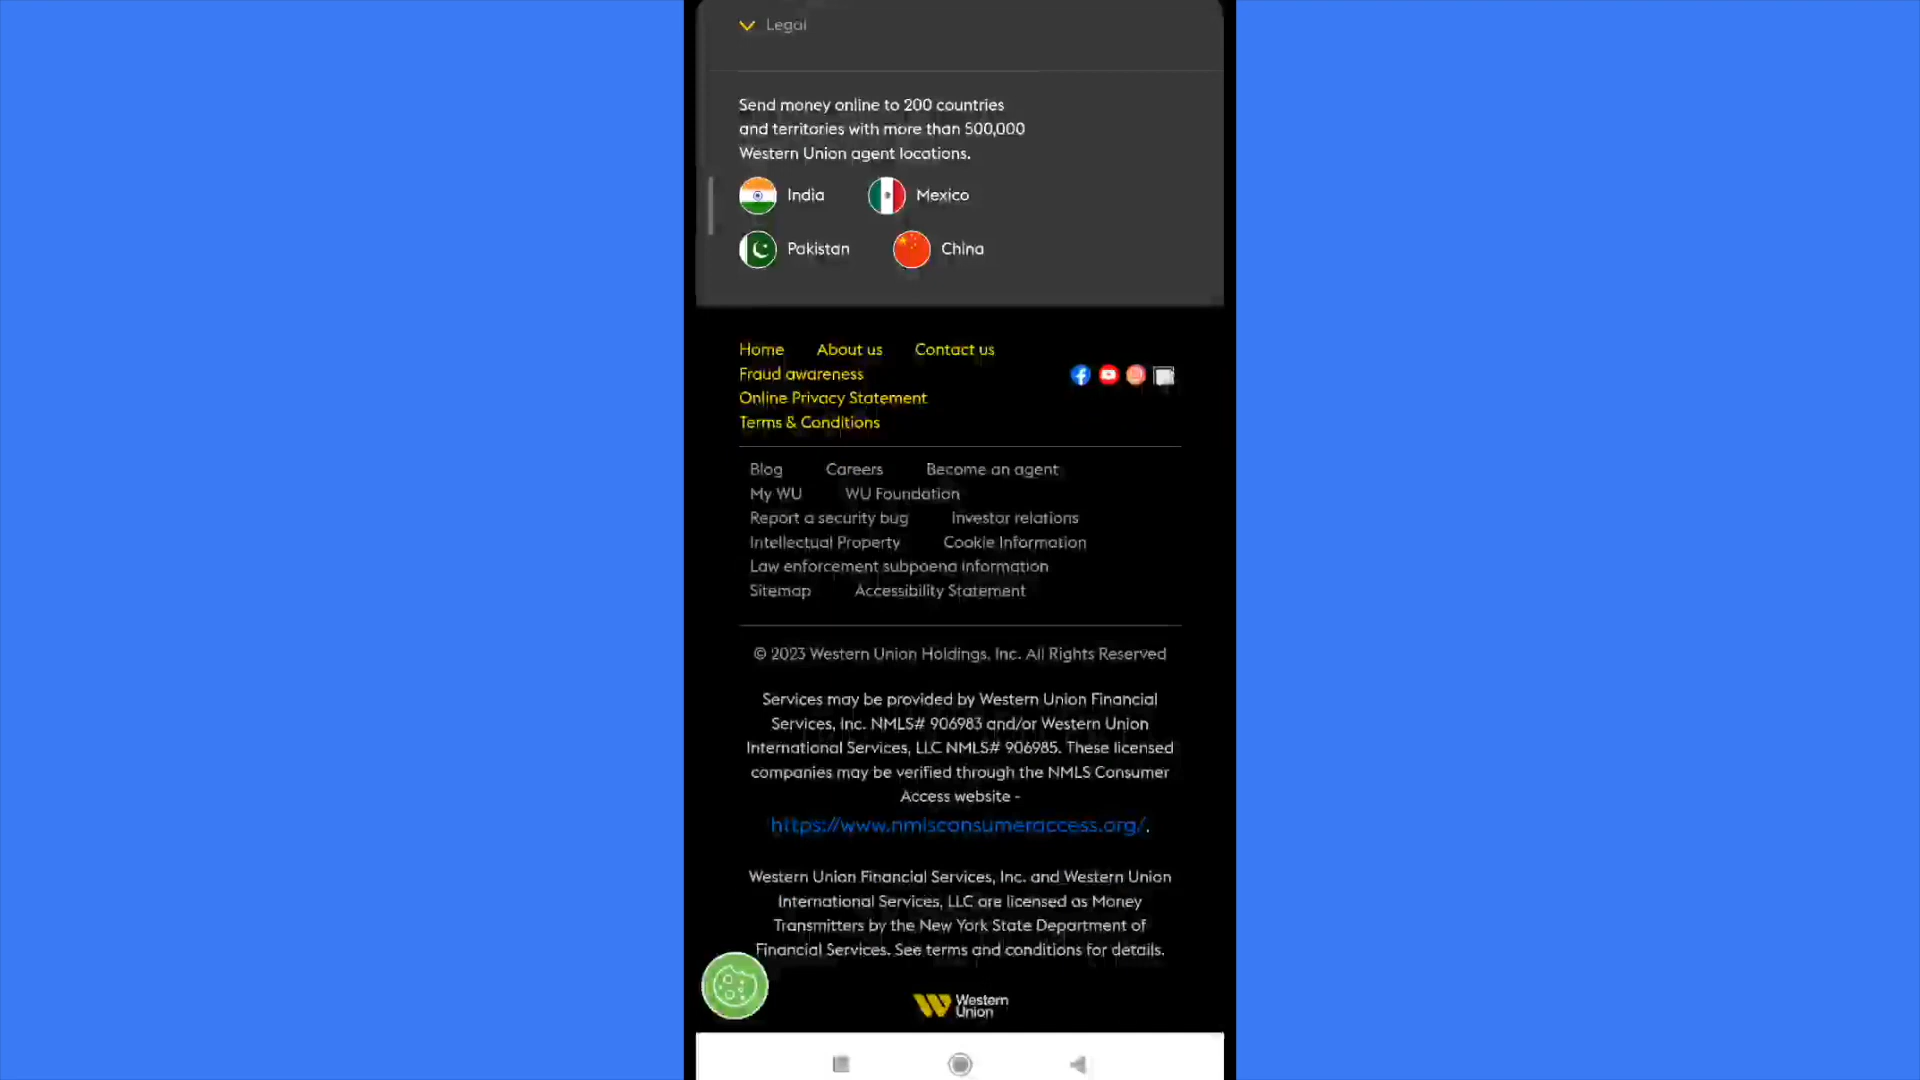 Legal
Send money online to 200 countries
and territories with more than 500,000
Western Union agent locations.
India Mexico
Pakistan China
Home About us Contact us
Fraud awareness
Online Privacy Statement
Terms & Conditions
Blog Careers Become an agent
My WU WU Foundation
Report a security bug Investor relations
Intellectual Property Cookie Information
Law enforcement subpoena information
Sitemap Accessibility Statement
© 2023 Western Union Holdings, Inc. All Rights Reserved
Services may be provided by Western Union Financial
Services, Inc. NMLS# 906983 and/or Western Union
International Services, LLC NMLS# 906985. These licensed
companies may be verified through the NMLS Consumer
Access website -
https://www.nmlsconsumeraccess.org/.
Western Union Financial Services, Inc. and Western Union
International Services, LLC are licensed as Money
Transmitters by the New York State Department of
Financial Services. See terms and conditions for details.
Western
Union